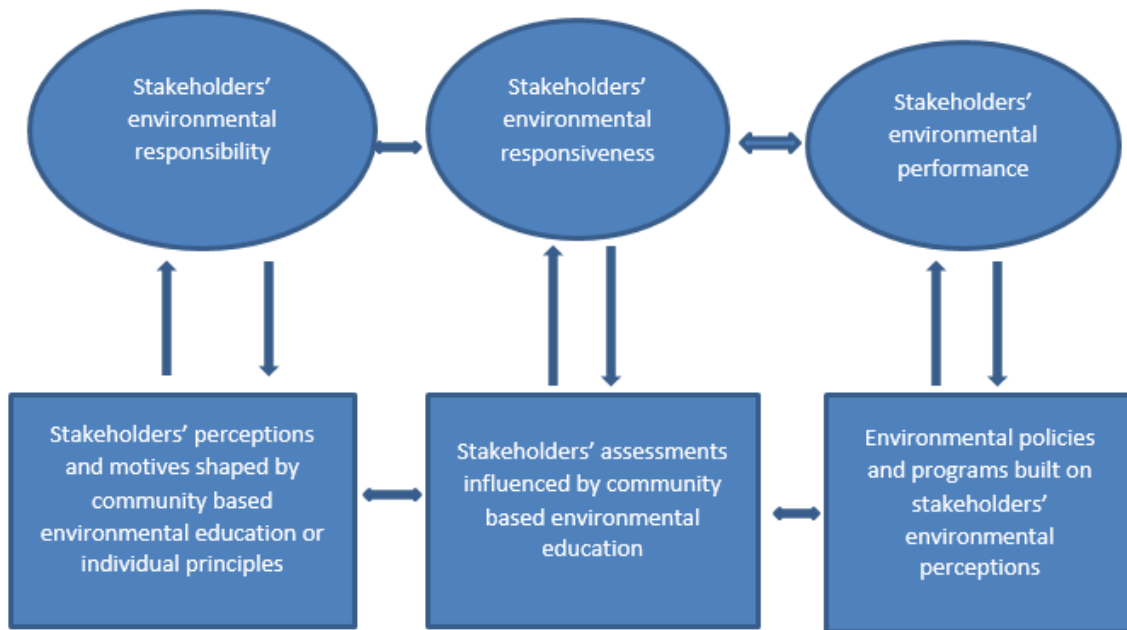 Stakeholders’
environmental
responsibility
Stakeholders’
environmental
responsiveness
Stakeholders’
environmental
performance
Stakeholders’ perceptions
and motives shaped by
community based
environmental education or
individual principles
Stakeholders’ assessments
influenced by community
based environmental
education
Environmental policies
and programs built on
stakeholders’
environmental
perceptions